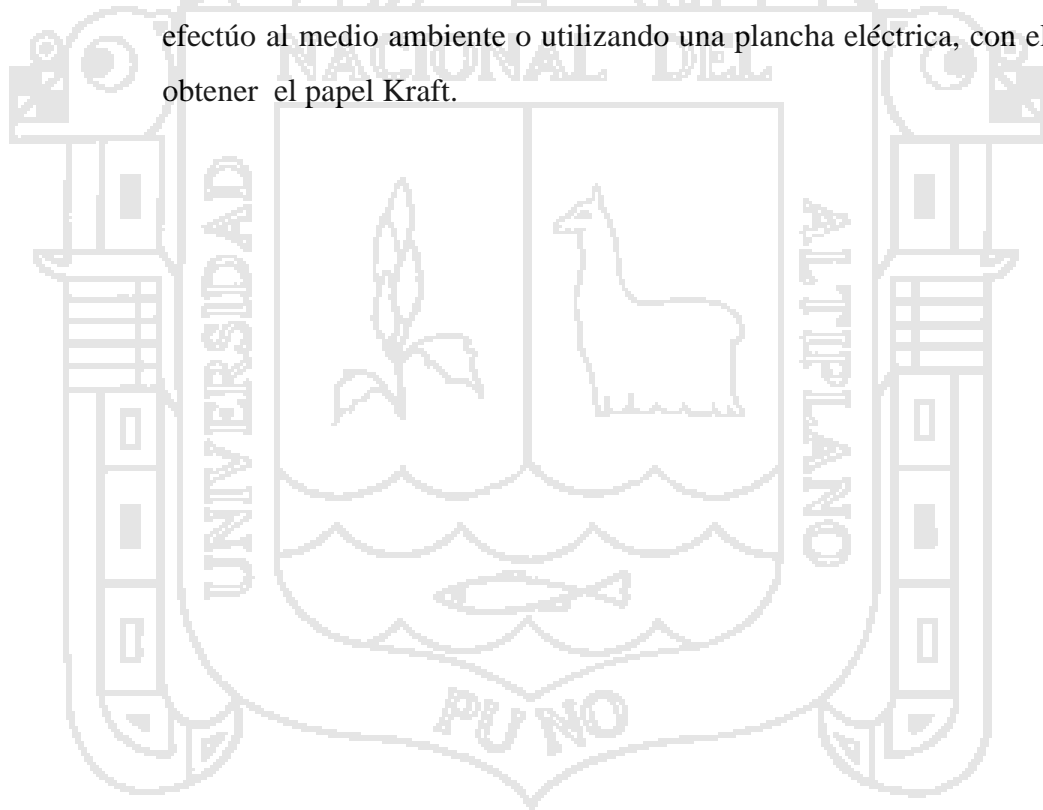 efectúo al medio ambiente o utilizando una plancha eléctrica, con el
NACIONAL DEL
obtener el papel Kraft.
UNIVERSIDAD
ALTIPLANO
PUNO